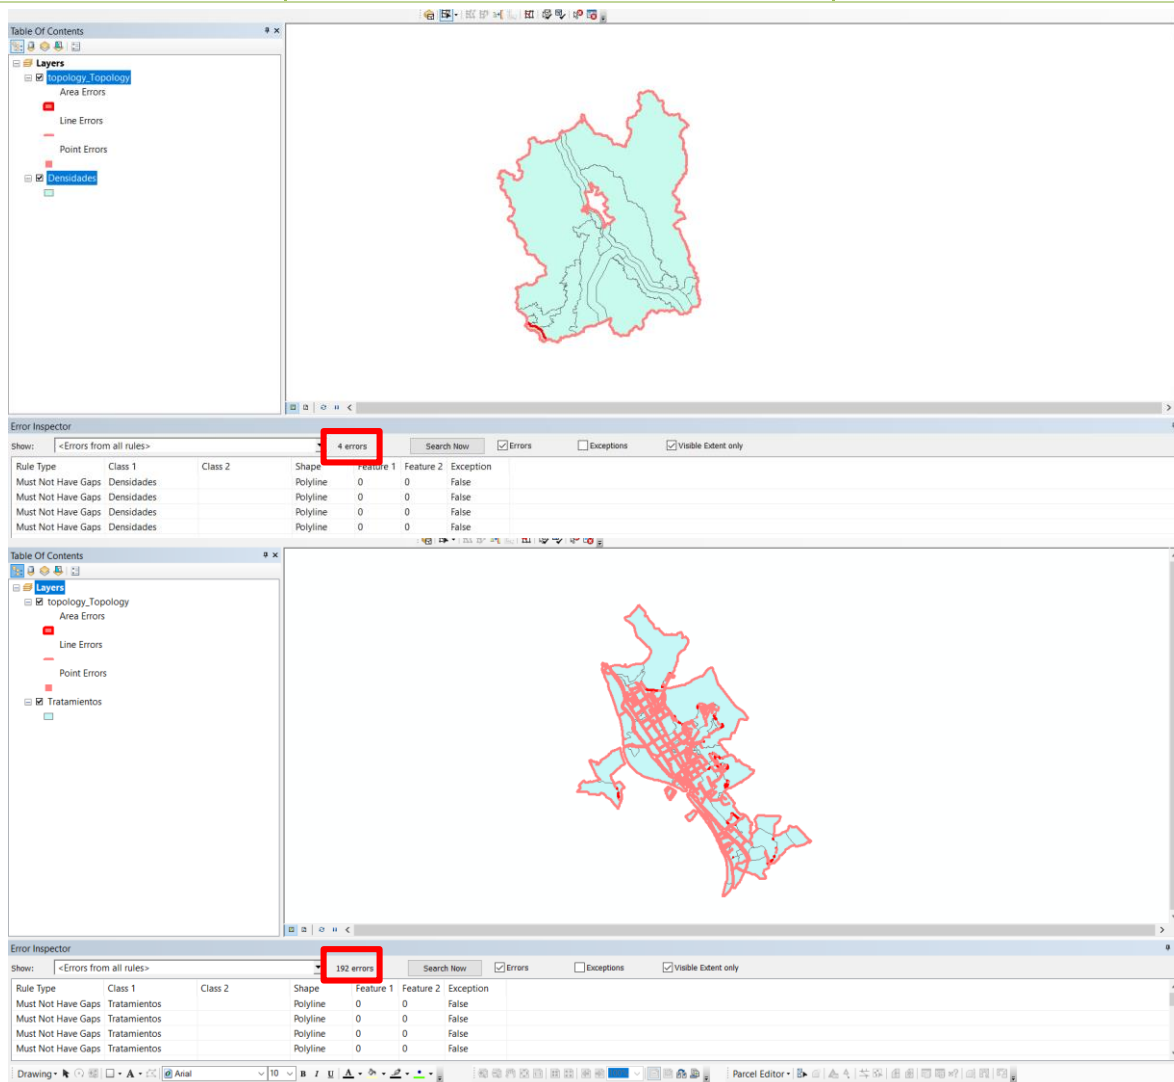 Table Of Contents
Layers
topology_Topology
Area Errors
Line Errors
Point Errors
Densidades
Error Inspector
Show: <Errors from all rules> 4 errors Search Now Errors Exceptions Visible Extent only
Rule Type Class 1 Class 2 Shape Feature 1 Feature 2 Exception
Must Not Have Gaps Densidades Polyline 0 0 False
Must Not Have Gaps Densidades Polyline 0 0 False
Must Not Have Gaps Densidades Polyline 0 0 False
Must Not Have Gaps Densidades Polyline 0 0 False
Table Of Contents
Layers
topology_Topology
Area Errors
Line Errors
Point Errors
Tratamientos
Error Inspector
Show: <Errors from all rules> 192 errors Search Now Errors Exceptions Visible Extent only
Rule Type Class 1 Class 2 Shape Feature 1 Feature 2 Exception
Must Not Have Gaps Tratamientos Polyline 0 0 False
Must Not Have Gaps Tratamientos Polyline 0 0 False
Must Not Have Gaps Tratamientos Polyline 0 0 False
Must Not Have Gaps Tratamientos Polyline 0 0 False
Drawing A Arial 10 B I U A Parcel Editor